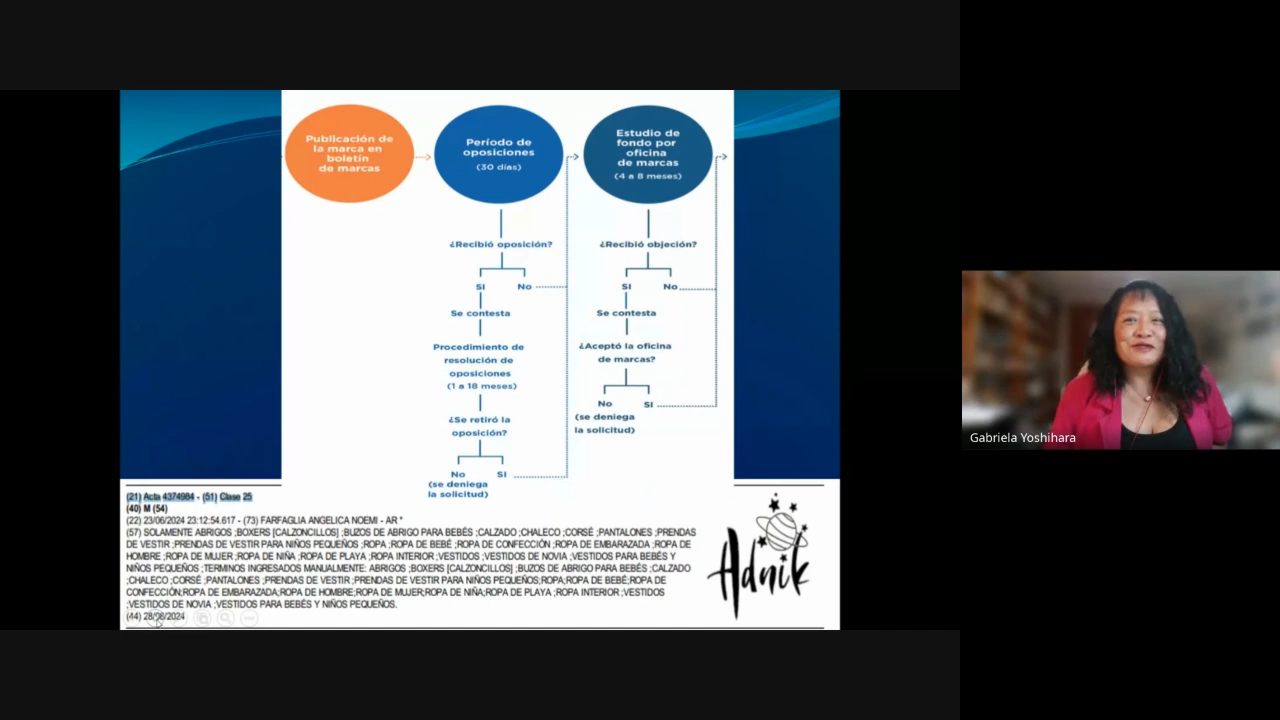 Publicación de
la marca en
boletín
de marcas
Período de
oposiciones
(30 días)
Estudio de
fondo por
oficina
de marcas
(4 a 8 meses)
¿Recibió oposición?
SI No
Se contesta
Procedimiento de
resolución de
oposiciones
(1 a 18 meses)
¿Se retiró la
oposición?
No SI
(se deniega
la solicitud)
¿Recibió objeción?
SI No
Se contesta
¿Aceptó la oficina
de marcas?
No SI
(se deniega
la solicitud)
(21) Acta 4374984 - (51) Clase 25
(40) M (54)
(22) 23/06/2024 23:12:54.617 - (73) FARFAGLIA ANGELICA NOEMI - AR *
(57) SOLAMENTE ABRIGOS ;BOXERS [CALZONCILLOS] ;BUZOS DE ABRIGO PARA BEBÉS ;CALZADO ;CHALECO ;CORSÉ ;PANTALONES ;PRENDAS
DE VESTIR ;PRENDAS DE VESTIR PARA NIÑOS PEQUEÑOS ;ROPA ;ROPA DE BEBÉ ;ROPA DE CONFECCIÓN ;ROPA DE EMBARAZADA ;ROPA DE
HOMBRE ;ROPA DE MUJER ;ROPA DE NIÑA ;ROPA DE PLAYA ;ROPA INTERIOR ;VESTIDOS ;VESTIDOS DE NOVIA ;VESTIDOS PARA BEBÉS Y
NIÑOS PEQUEÑOS ;TERMINOS INGRESADOS MANUALMENTE: ABRIGOS ;BOXERS [CALZONCILLOS] ;BUZOS DE ABRIGO PARA BEBÉS ;CALZADO
;CHALECO ;CORSÉ ;PANTALONES ;PRENDAS DE VESTIR ;PRENDAS DE VESTIR PARA NIÑOS PEQUEÑOS;ROPA;ROPA DE BEBÉ;ROPA DE
CONFECCIÓN;ROPA DE EMBARAZADA;ROPA DE HOMBRE;ROPA DE MUJER;ROPA DE NIÑA;ROPA DE PLAYA ;ROPA INTERIOR ;VESTIDOS
;VESTIDOS DE NOVIA ;VESTIDOS PARA BEBÉS Y NIÑOS PEQUEÑOS.
(44) 28/08/2024
Adnik
Gabriela Yoshihara